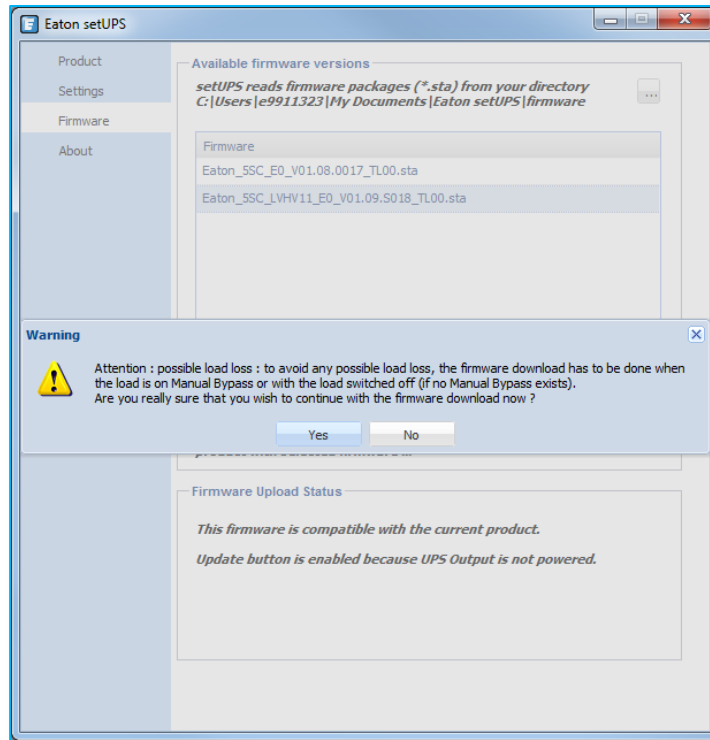 Eaton setUPS
Product
Settings
Firmware
About
Available firmware versions
setUPS reads firmware packages (*.sta) from your directory
C:|Users|e9911323|My Documents|Eaton setUPS|firmware
...
Firmware
Eaton_5SC_E0_V01.08.0017_TL00.sta
Eaton_5SC_LVHV11_E0_V01.09.S018_TL00.sta
Warning
Attention : possible load loss : to avoid any possible load loss, the firmware download has to be done when
the load is on Manual Bypass or with the load switched off (if no Manual Bypass exists).
Are you really sure that you wish to continue with the firmware download now ?
Yes
No
Firmware Upload Status
This firmware is compatible with the current product.
Update button is enabled because UPS Output is not powered.